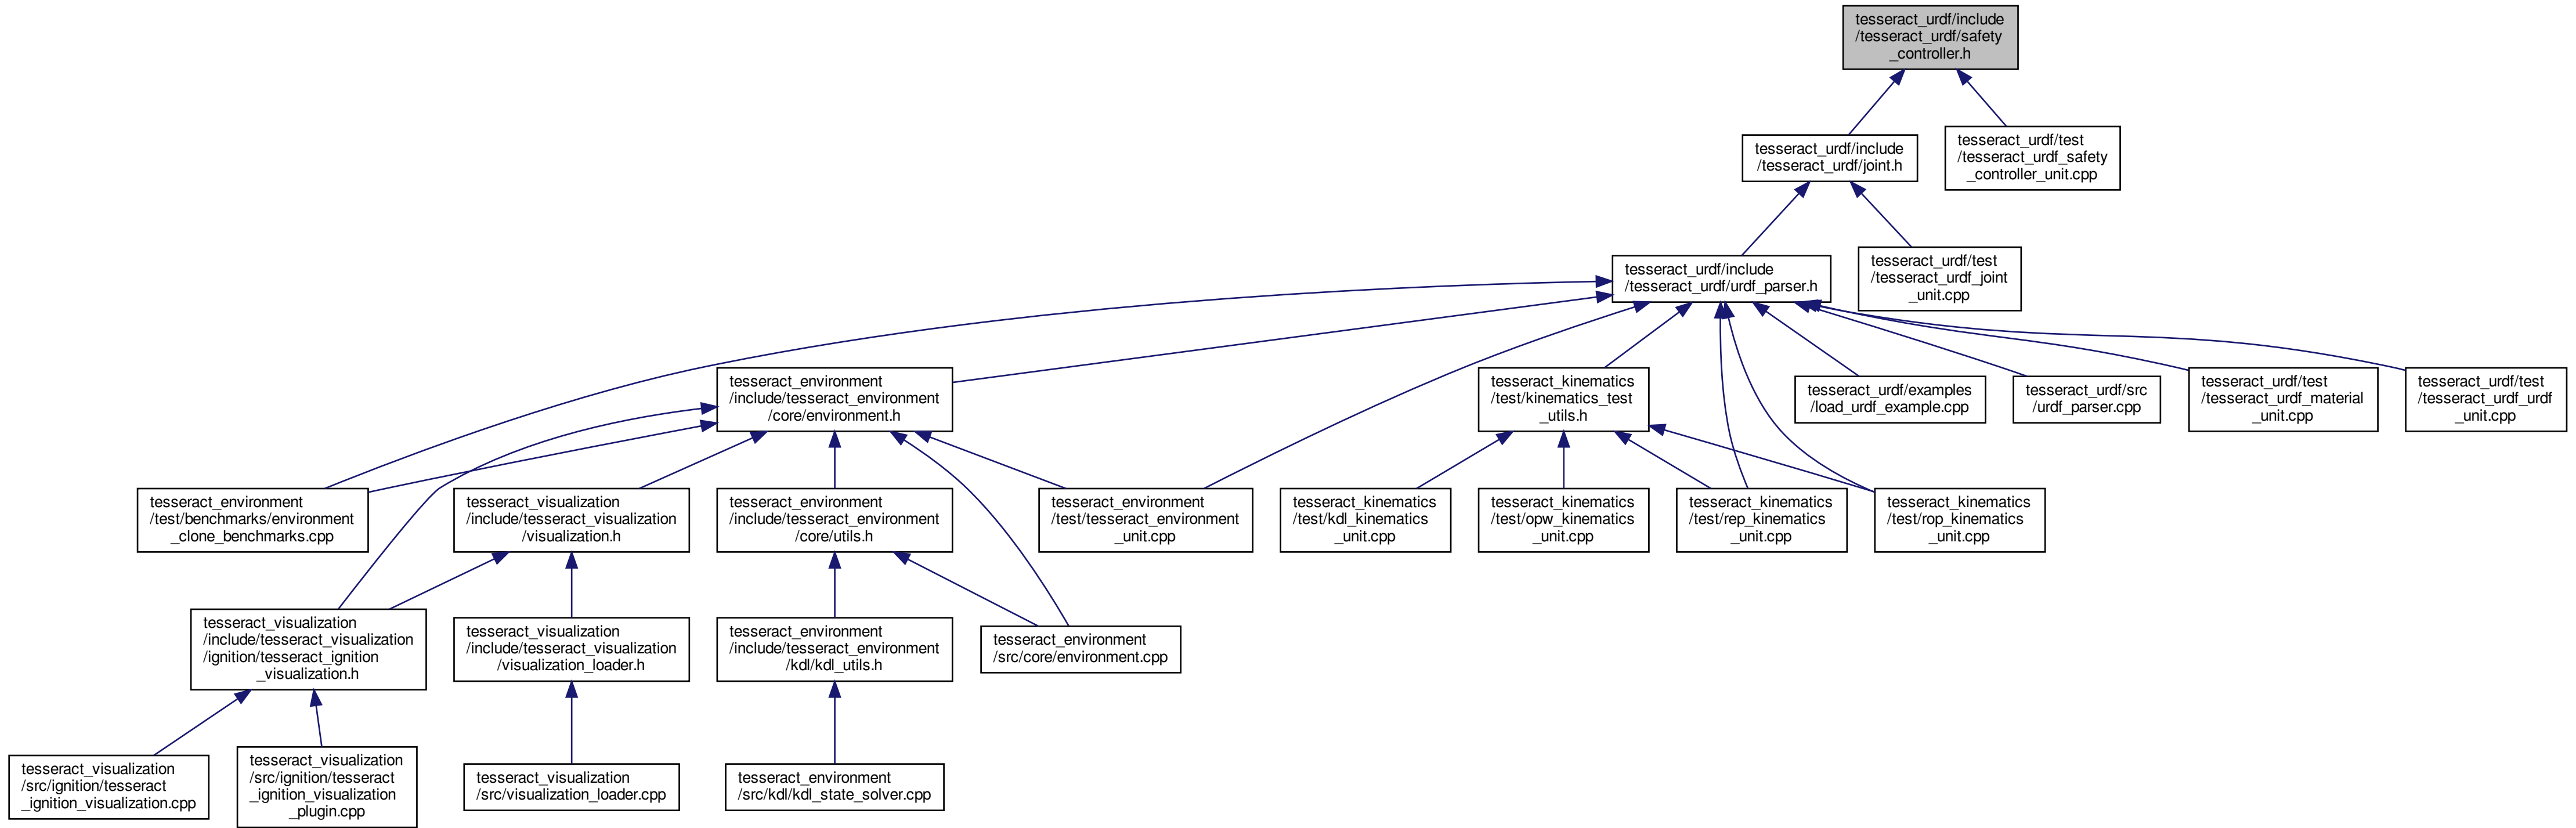 tesseract_urdf/include
/tesseract_urdf/safety
_controller.h
tesseract_urdf/include
/tesseract_urdf/joint.h
tesseract_urdf/test
/tesseract_urdf_safety
_controller_unit.cpp
tesseract_urdf/include
/tesseract_urdf/urdf_parser.h
tesseract_urdf/test
/tesseract_urdf_joint
_unit.cpp
tesseract_environment
/include/tesseract_environment
/core/environment.h
tesseract_kinematics
/test/kinematics_test
_utils.h
tesseract_urdf/examples
/load_urdf_example.cpp
tesseract_urdf/src
/urdf_parser.cpp
tesseract_urdf/test
/tesseract_urdf_material
_unit.cpp
tesseract_urdf/test
/tesseract_urdf_urdf
_unit.cpp
tesseract_environment
/test/benchmarks/environment
_clone_benchmarks.cpp
tesseract_visualization
/include/tesseract_visualization
/visualization.h
tesseract_environment
/include/tesseract_environment
/core/utils.h
tesseract_environment
/test/tesseract_environment
_unit.cpp
tesseract_kinematics
/test/kdl_kinematics
_unit.cpp
tesseract_kinematics
/test/opw_kinematics
_unit.cpp
tesseract_kinematics
/test/rep_kinematics
_unit.cpp
tesseract_kinematics
/test/rop_kinematics
_unit.cpp
tesseract_visualization
/include/tesseract_visualization
/ignition/tesseract_ignition
_visualization.h
tesseract_visualization
/include/tesseract_visualization
/visualization_loader.h
tesseract_environment
/include/tesseract_environment
/kdl/kdl_utils.h
tesseract_environment
/src/core/environment.cpp
tesseract_visualization
/src/ignition/tesseract
_ignition_visualization.cpp
tesseract_visualization
/src/ignition/tesseract
_ignition_visualization
_plugin.cpp
tesseract_visualization
/src/visualization_loader.cpp
tesseract_environment
/src/kdl/kdl_state_solver.cpp